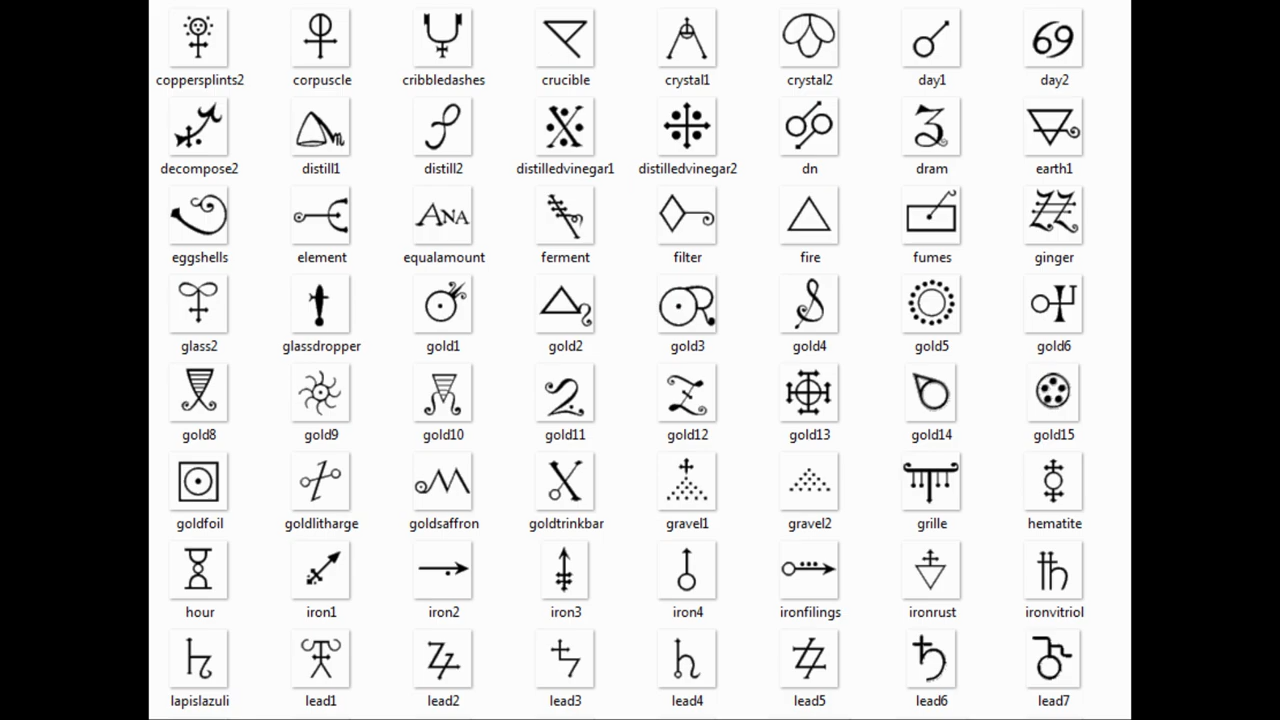 coppersplints2 corpuscle cribbledashes crucible crystal1 crystal2 day1 day2
decompose2 distill1 distill2 distilledvinegar1 distilledvinegar2 dn dram earth1
ANA
eggshells element equalamount ferment filter fire fumes ginger
glass2 glassdropper gold1 gold2 gold3 gold4 gold5 gold6
gold8 gold9 gold10 gold11 gold12 gold13 gold14 gold15
goldfoil goldlitharge goldsaffron goldtrinkbar gravel1 gravel2 grille hematite
hour iron1 iron2 iron3 iron4 ironfilings ironrust ironvitriol
lapislazuli lead1 lead2 lead3 lead4 lead5 lead6 lead7